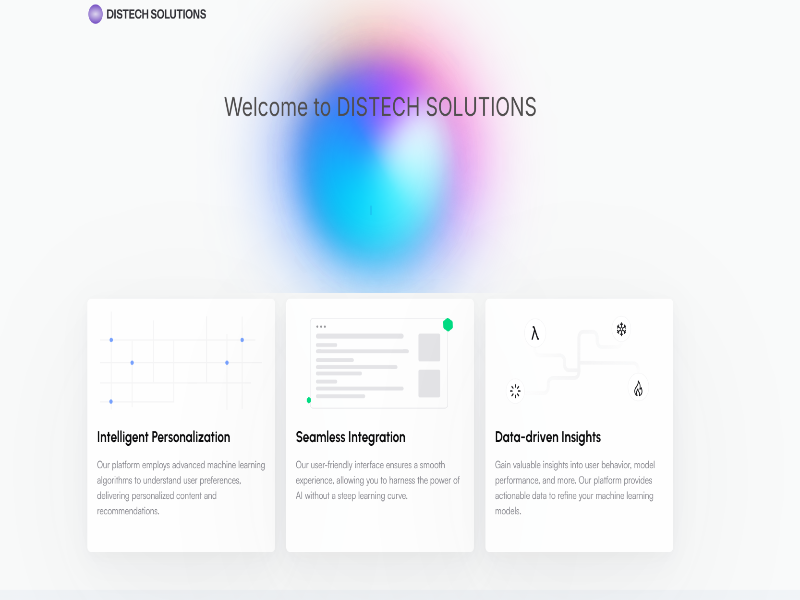 DISTECH SOLUTIONS
Welcome to DISTECH SOLUTIONS
λ
Intelligent Personalization
Our platform employs advanced machine learning
algorithms to understand user preferences,
delivering personalized content and
recommendations.
Seamless Integration
Our user-friendly interface ensures a smooth
experience, allowing you to harness the power of
AI without a steep learning curve.
Data-driven Insights
Gain valuable insights into user behavior, model
performance, and more. Our platform provides
actionable data to refine your machine learning
models.